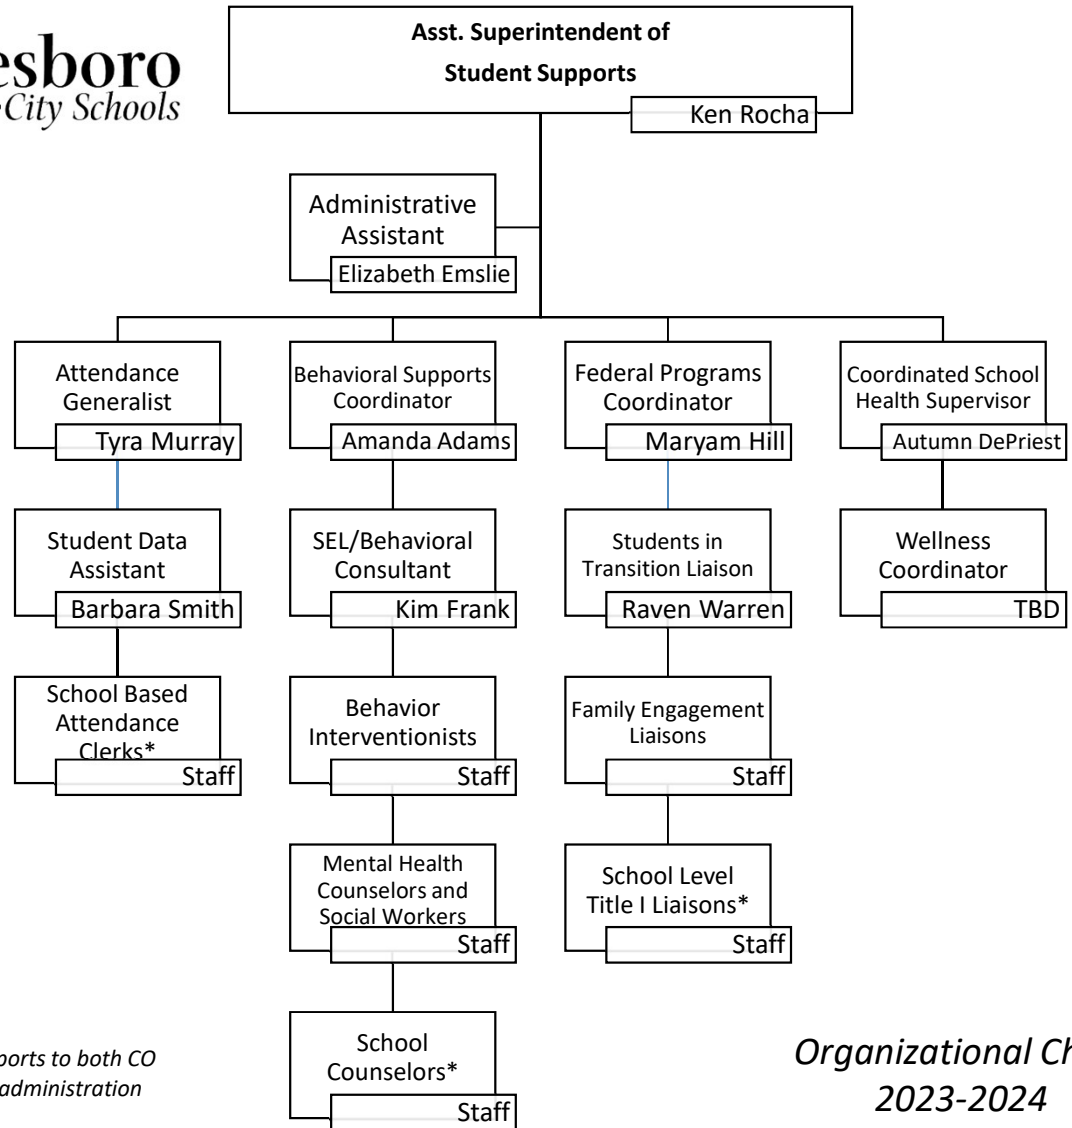 City Schools
Asst. Superintendent of
Student Supports
Ken Rocha
Administrative
Assistant
Elizabeth Emslie
Attendance
Generalist
Tyra Murray
Behavioral Supports
Coordinator
Amanda Adams
Federal Programs
Coordinator
Maryam Hill
Coordinated School
Health Supervisor
Autumn DePriest
Student Data
Assistant
Barbara Smith
SEL/Behavioral
Consultant
Kim Frank
Students in
Transition Liaison
Raven Warren
Wellness
Coordinator
TBD
School Based
Attendance
Clerks*
Staff
Behavior
Interventionists
Staff
Family Engagement
Liaisons
Staff
Mental Health
Counselors and
Social Workers
Staff
School Level
Title I Liaisons*
Staff
School
Counselors*
Staff
to both CO
administration
Organizational
2023-2024